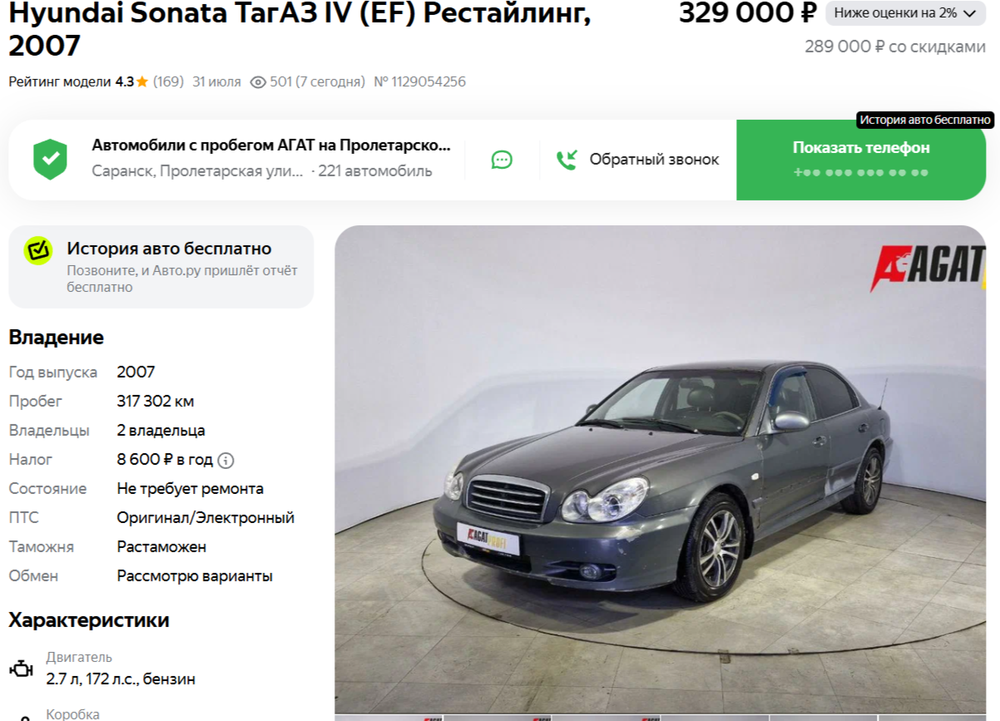 Hyundai Sonata ТагАЗ IV (EF) Рестайлинг,
2007
329 000 ₽ Ниже оценки на 2%
289 000 ₽ со скидками
Рейтинг модели 4.3 (169) 31 июля 501 (7 сегодня) № 1129054256
История авто бесплатно
Автомобили с пробегом АГАТ на Пролетарско...
Саранск, Пролетарская ули... · 221 автомобиль
Обратный звонок
Показать телефон
+●● ●●● ●●● ●● ●●
История авто бесплатно
Позвоните, и Авто.ру пришлёт отчёт
бесплатно
AGAT
AGAT PROFI
Владение
Год выпуска 2007
Пробег 317 302 км
Владельцы 2 владельца
Налог 8 600 ₽ в год
Состояние Не требует ремонта
ПТС Оригинал/Электронный
Таможня Растаможен
Обмен Рассмотрю варианты
Характеристики
Двигатель
2.7 л, 172 л.с., бензин
Коробка